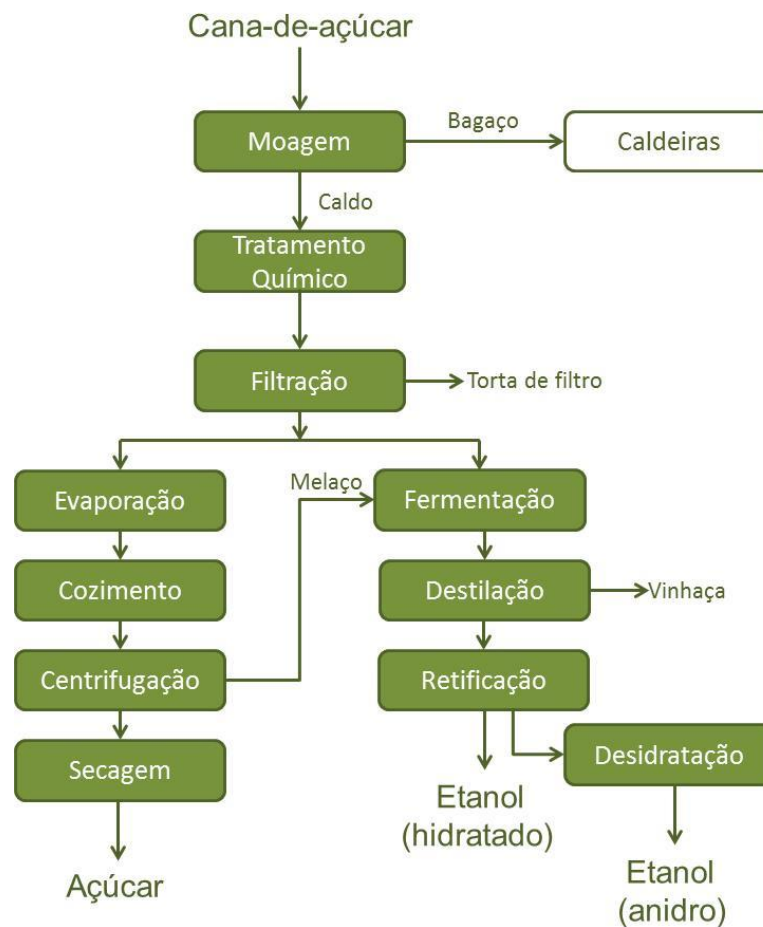 Cana-de-açúcar
Moagem
Bagaço
Caldeiras
Caldo
Tratamento
Químico
Filtração
Torta de filtro
Evaporação
Melaço
Fermentação
Cozimento
Destilação
Vinhaça
Centrifugação
Retificação
Secagem
Desidratação
Etanol
(hidratado)
Açúcar
Etanol
(anidro)